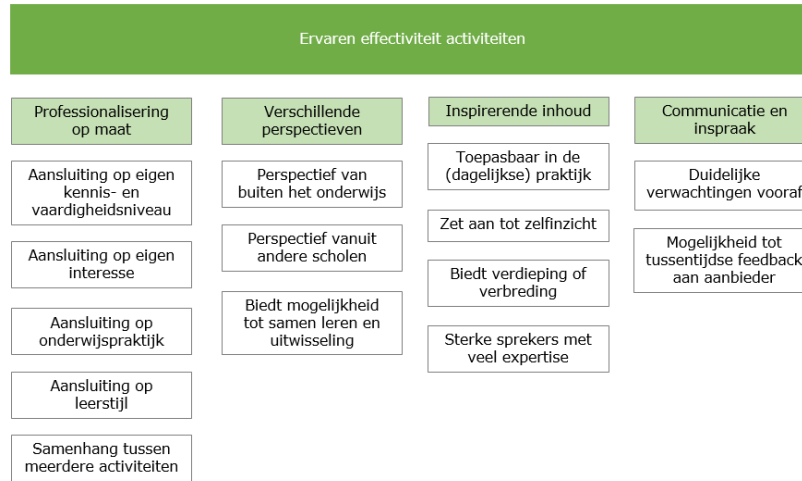 Ervaren effectiviteit activiteiten
Professionalisering
op maat
Aansluiting op eigen
kennis- en
vaardigheidsniveau
Aansluiting op eigen
interesse
Aansluiting op
onderwijspraktijk
Aansluiting op
leerstijl
Samenhang tussen
meerdere activiteiten
Verschillende
perspectieven
Perspectief van
buiten het onderwijs
Perspectief vanuit
andere scholen
Biedt mogelijkheid
tot samen leren en
uitwisseling
Inspirerende inhoud
Toepasbaar in de
(dagelijkse) praktijk
Zet aan tot zelfinzicht
Biedt verdieping of
verbreding
Sterke sprekers met
veel expertise
Communicatie en
inspraak
Duidelijke
verwachtingen vooraf
Mogelijkheid tot
tussentijdse feedback
aan aanbieder